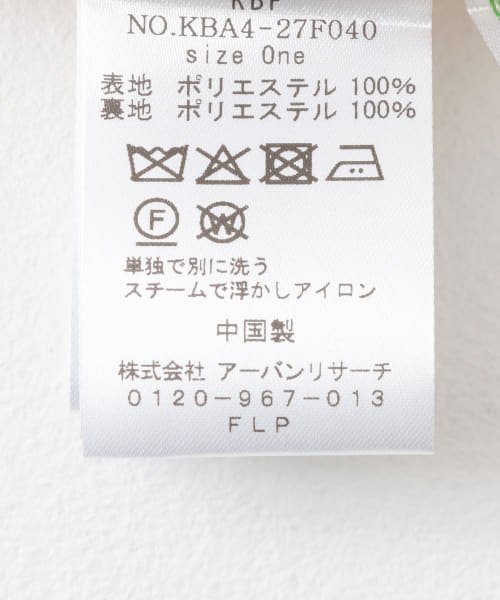 KBF
NO.KBA4-27F040
size One
表地 ポリエステル 100%
裏地 ポリエステル 100%
F W
単独で別に洗う
スチームで浮かしアイロン
中国製
株式会社 アーバンリサーチ
0120-967-013
FLP